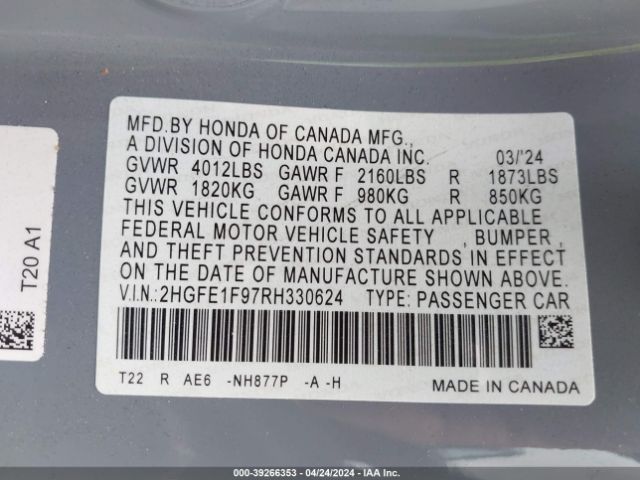 MFD.BY HONDA OF CANADA MFG.,
A DIVISION OF HONDA CANADA INC. 03/'24
GVWR 4012LBS GAWR F 2160LBS R 1873LBS
GVWR 1820KG GAWR F 980KG R 850KG
THIS VEHICLE CONFORMS TO ALL APPLICABLE
FEDERAL MOTOR VEHICLE SAFETY , BUMPER ,
AND THEFT PREVENTION STANDARDS IN EFFECT
ON THE DATE OF MANUFACTURE SHOWN ABOVE.
V.I.N.: 2HGFE1F97RH330624 TYPE: PASSENGER CAR
T22 R AE6 -NH877P -A -H MADE IN CANADA
T20 A1
000-39266353 - 04/24/2024 - IAA Inc.